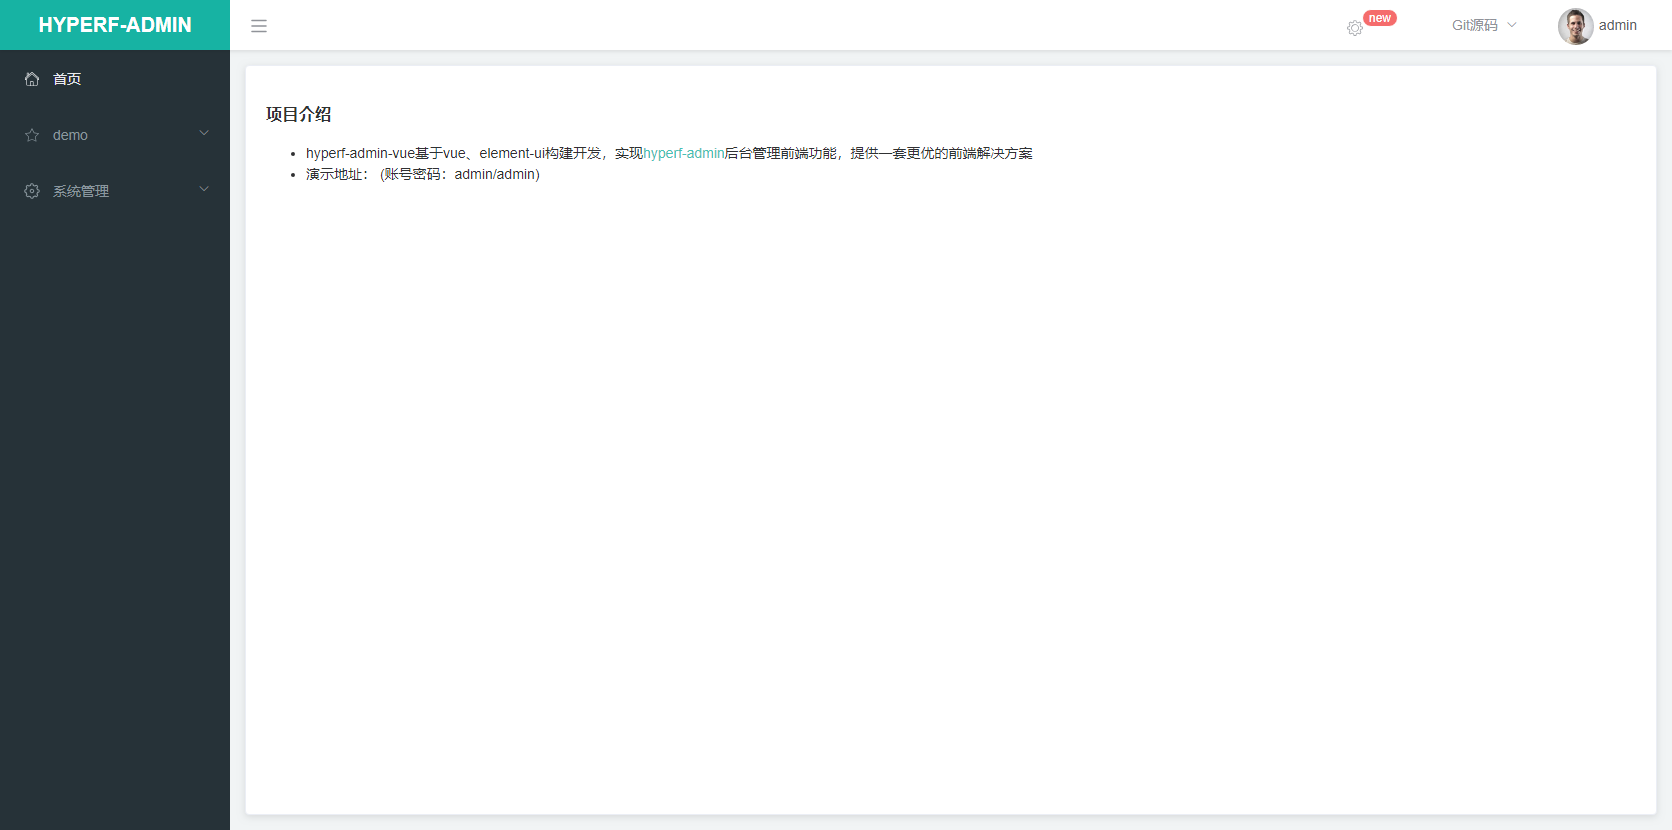 HYPERF-ADMIN
new
Git源码
admin
首页
demo
系统管理
项目介绍
hyperf-admin-vue基于vue、element-ui构建开发，实现hyperf-admin后台管理前端功能，提供一套更优的前端解决方案
演示地址： (账号密码：admin/admin)